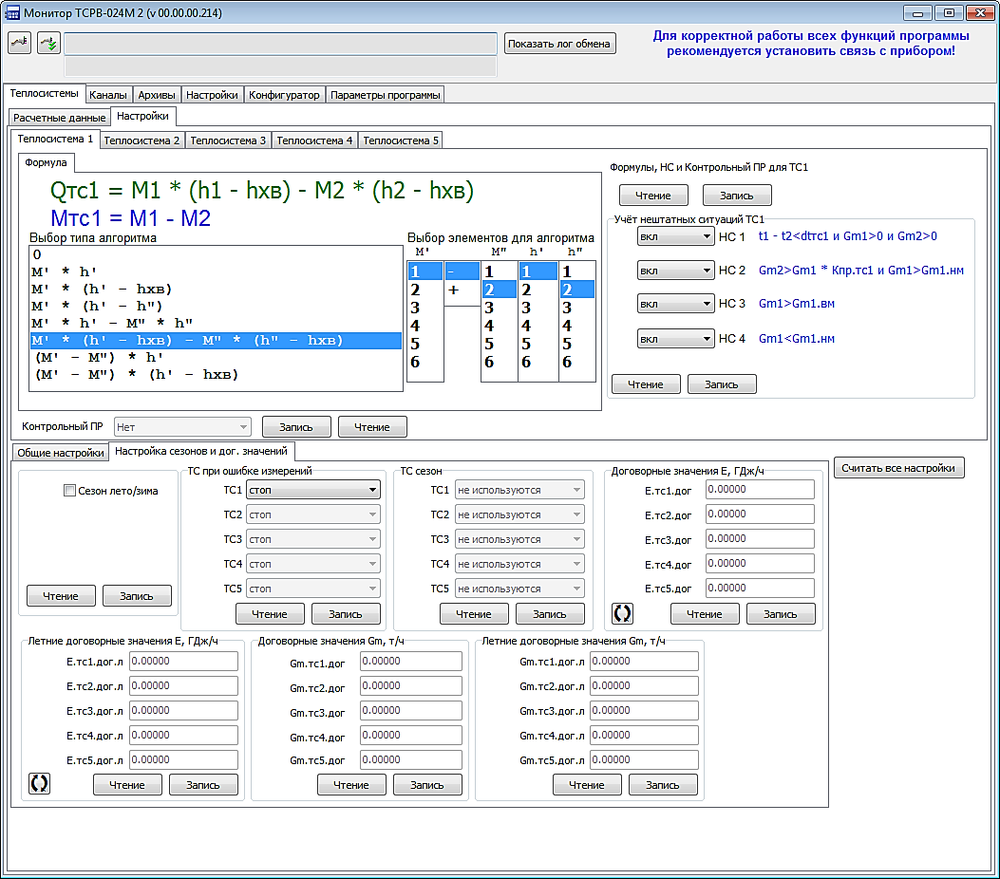 Монитор ТСРВ-024М 2 (v 00.00.00.214)
Показать лог обмена
Для корректной работы всех функций программы
рекомендуется установить связь с прибором!
Теплосистемы Каналы Архивы Настройки Конфигуратор Параметры программы
Расчетные данные Настройки
Теплосистема 1 Теплосистема 2 Теплосистема 3 Теплосистема 4 Теплосистема 5
Формула
Qтс1 = M1 * (h1 - hхв) - M2 * (h2 - hхв)
Mтс1 = M1 - M2
Выбор типа алгоритма
0
M' * h'
M' * (h' - hхв)
M' * (h' - h")
M' * h' - M" * h"
M' * (h' - hхв) - M" * (h" - hхв)
(M' - M") * h'
(M' - M") * (h' - hхв)
Выбор элементов для алгоритма
M' M" h' h"
1 - 1 1 1
2 + 2 2 2
3 3 3 3
4 4 4 4
5 5 5 5
6 6 6 6
Формулы, НС и Контрольный ПР для ТС1
Чтение Запись
Учёт нештатных ситуаций ТС1
вкл НС 1 t1 - t2<dtтс1 и Gm1>0 и Gm2>0
вкл НС 2 Gm2>Gm1 * Kпр.тс1 и Gm1>Gm1.нм
вкл НС 3 Gm1>Gm1.вм
вкл НС 4 Gm1<Gm1.нм
Чтение Запись
Контрольный ПР Нет Запись Чтение
Общие настройки Настройка сезонов и дог. значений
Считать все настройки
Сезон лето/зима
Чтение Запись
ТС при ошибке измерений
ТС1 стоп
ТС2 стоп
ТС3 стоп
ТС4 стоп
ТС5 стоп
Чтение Запись
ТС сезон
ТС1 не используются
ТС2 не используются
ТС3 не используются
ТС4 не используются
ТС5 не используются
Чтение Запись
Договорные значения E, ГДж/ч
E.тс1.дог 0.00000
E.тс2.дог 0.00000
E.тс3.дог 0.00000
E.тс4.дог 0.00000
E.тс5.дог 0.00000
Чтение Запись
Летние договорные значения E, ГДж/ч
E.тс1.дог.л 0.00000
E.тс2.дог.л 0.00000
E.тс3.дог.л 0.00000
E.тс4.дог.л 0.00000
E.тс5.дог.л 0.00000
Чтение Запись
Договорные значения Gm, т/ч
Gm.тс1.дог 0.00000
Gm.тс2.дог 0.00000
Gm.тс3.дог 0.00000
Gm.тс4.дог 0.00000
Gm.тс5.дог 0.00000
Чтение Запись
Летние договорные значения Gm, т/ч
Gm.тс1.дог.л 0.00000
Gm.тс2.дог.л 0.00000
Gm.тс3.дог.л 0.00000
Gm.тс4.дог.л 0.00000
Gm.тс5.дог.л 0.00000
Чтение Запись